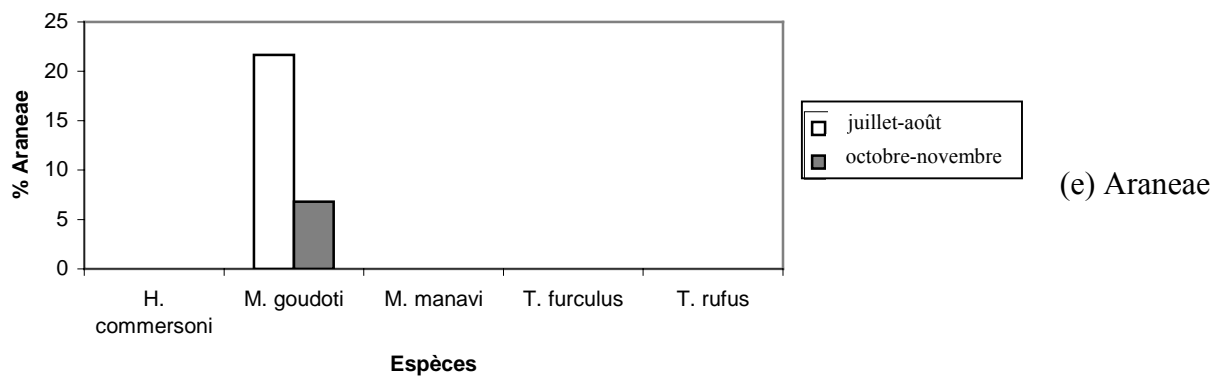 25
20
15
10
5
0
% Araneae
H. commersoni
M. goudoti
M. manavi
T. furculus
T. rufus
Espèces
juillet-août
octobre-novembre
(e) Araneae